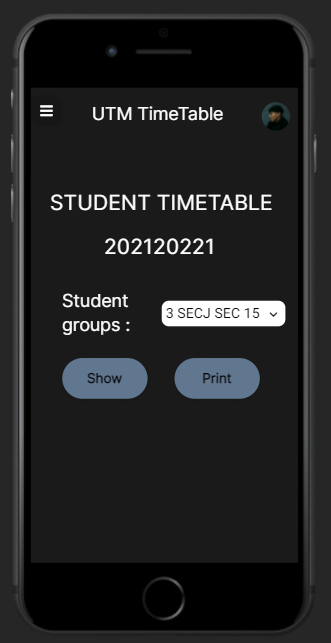 UTM TimeTable
STUDENT TIMETABLE
202120221
Student
groups :
3 SECJ SEC 15
Show
Print